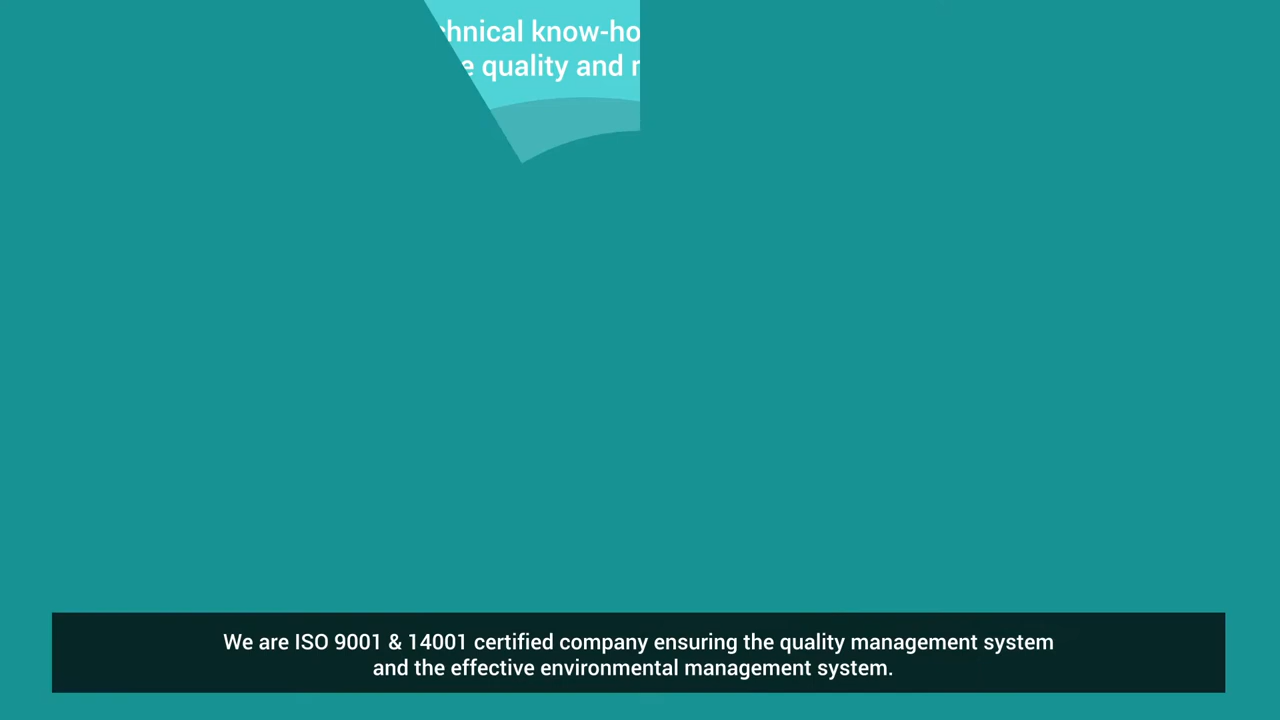 chnical know-ho
e quality and r
We are ISO 9001 & 14001 certified company ensuring the quality management system
and the effective environmental management system.